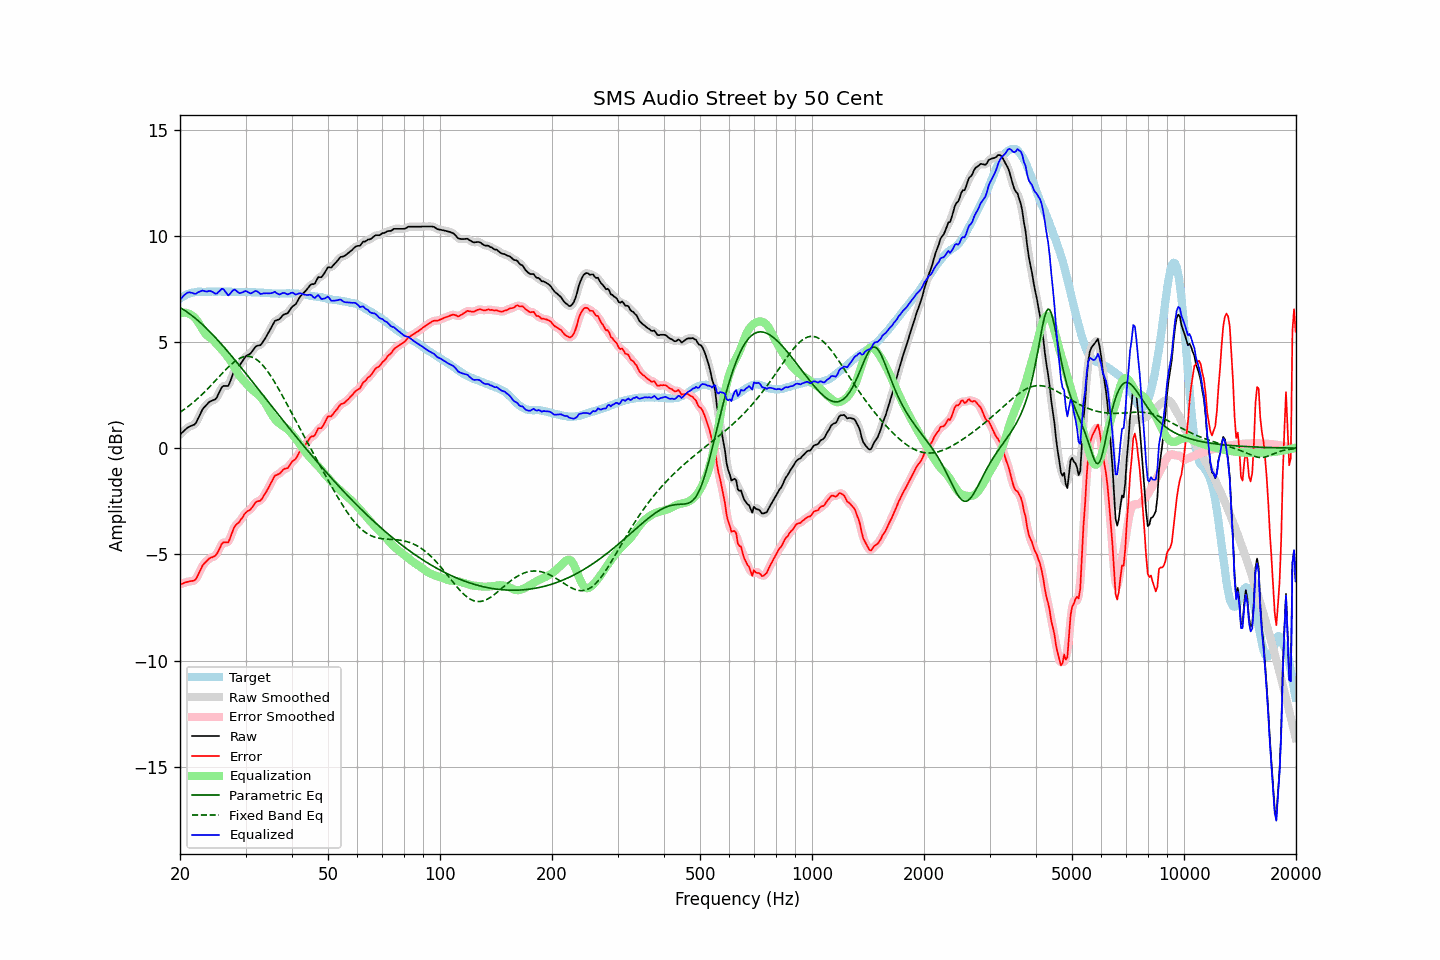 SMS Audio Street by 50 Cent
Amplitude (dBr)
15
10
5
0
−5
−10
−15
Target
Raw Smoothed
Error Smoothed
Raw
Error
Equalization
Parametric Eq
Fixed Band Eq
Equalized
20 50 100 200 500 1000 2000 5000 10000 20000
Frequency (Hz)